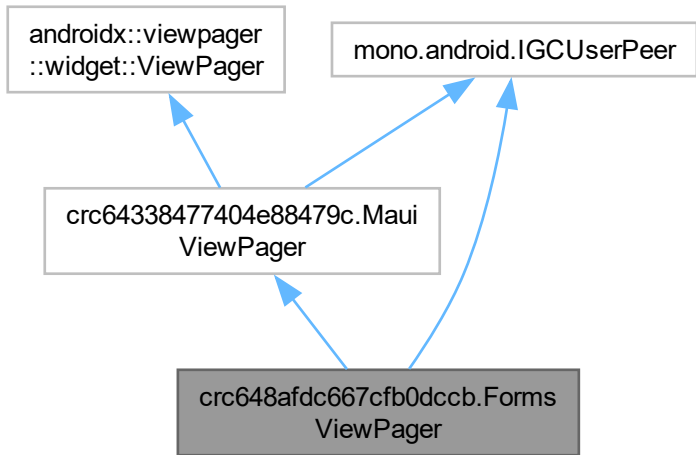 androidx::viewpager
::widget::ViewPager
mono.android.IGCUserPeer
crc64338477404e88479c.Maui
ViewPager
crc648afdc667cfb0dccb.Forms
ViewPager